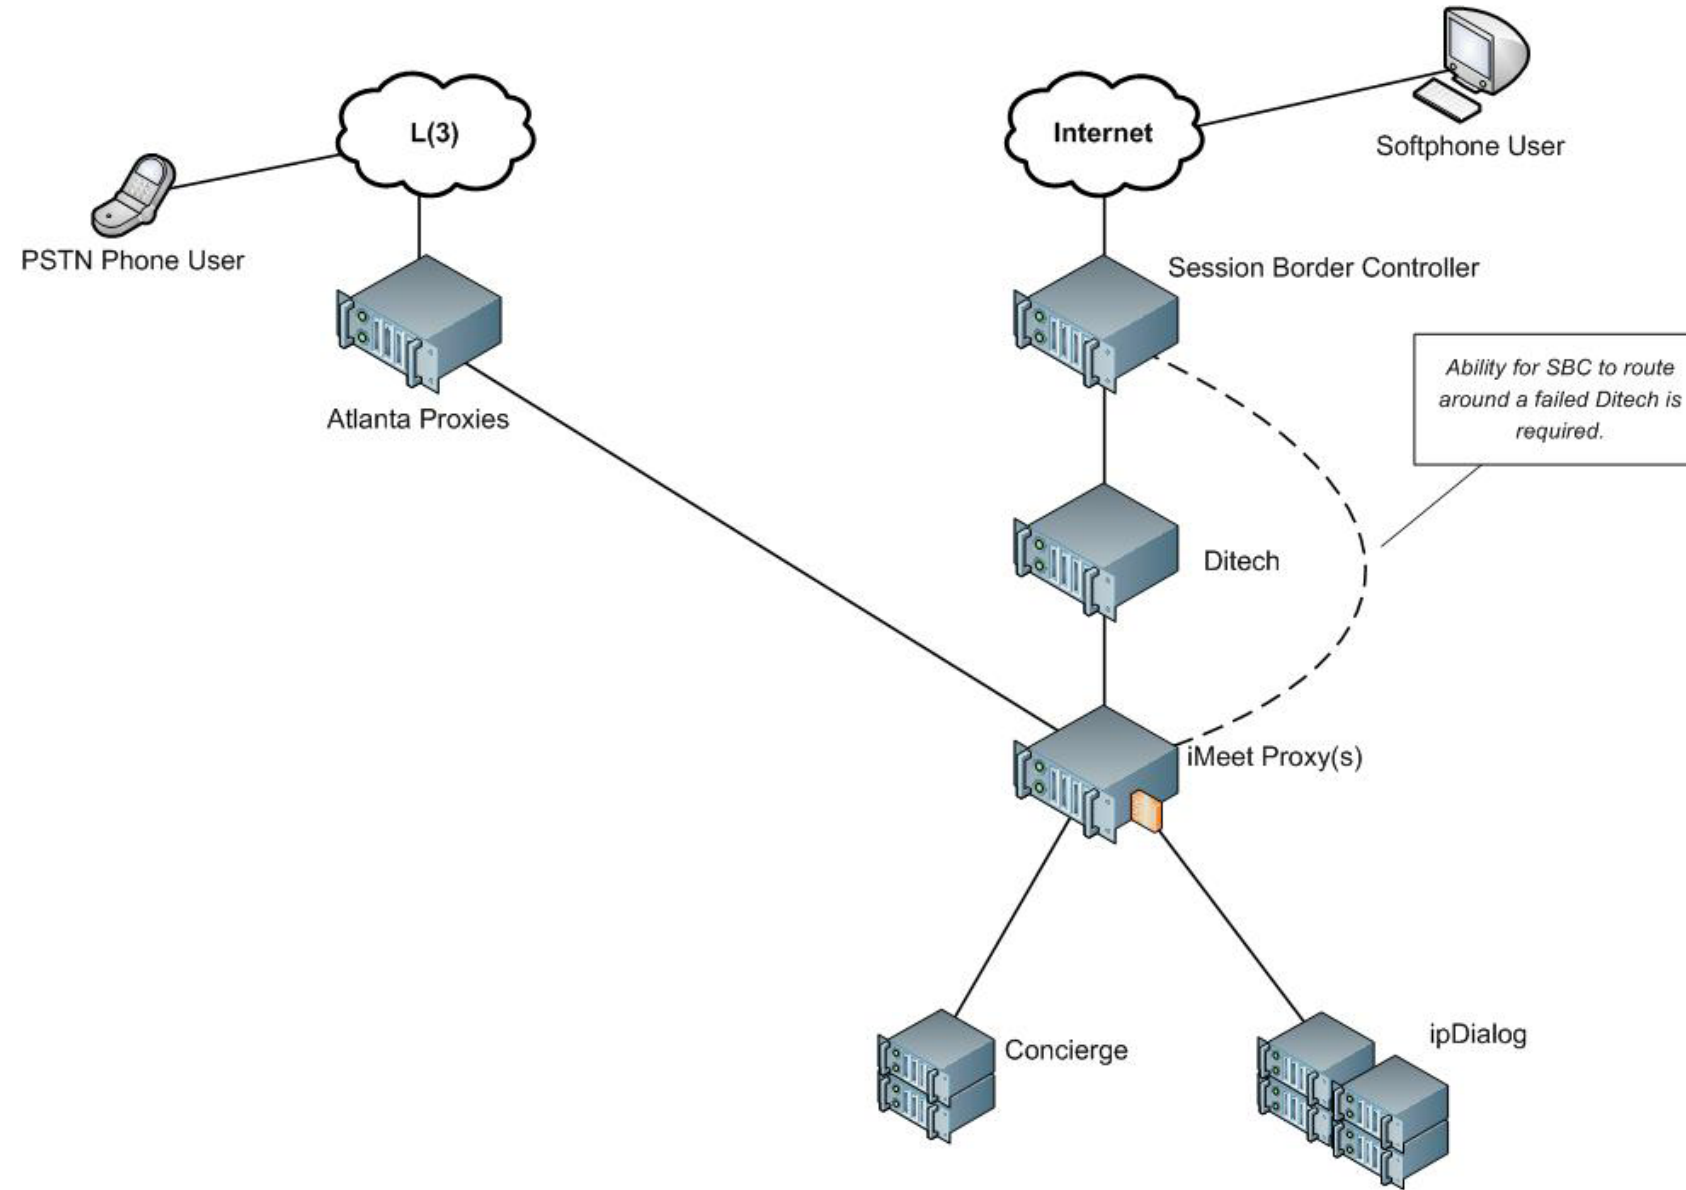 L(3)
Internet
Softphone User
PSTN Phone User
Session Border Controller
Ability for SBC to route
around a failed Ditech is
required.
Atlanta Proxies
Ditech
iMeet Proxy(s)
Concierge
ipDialog